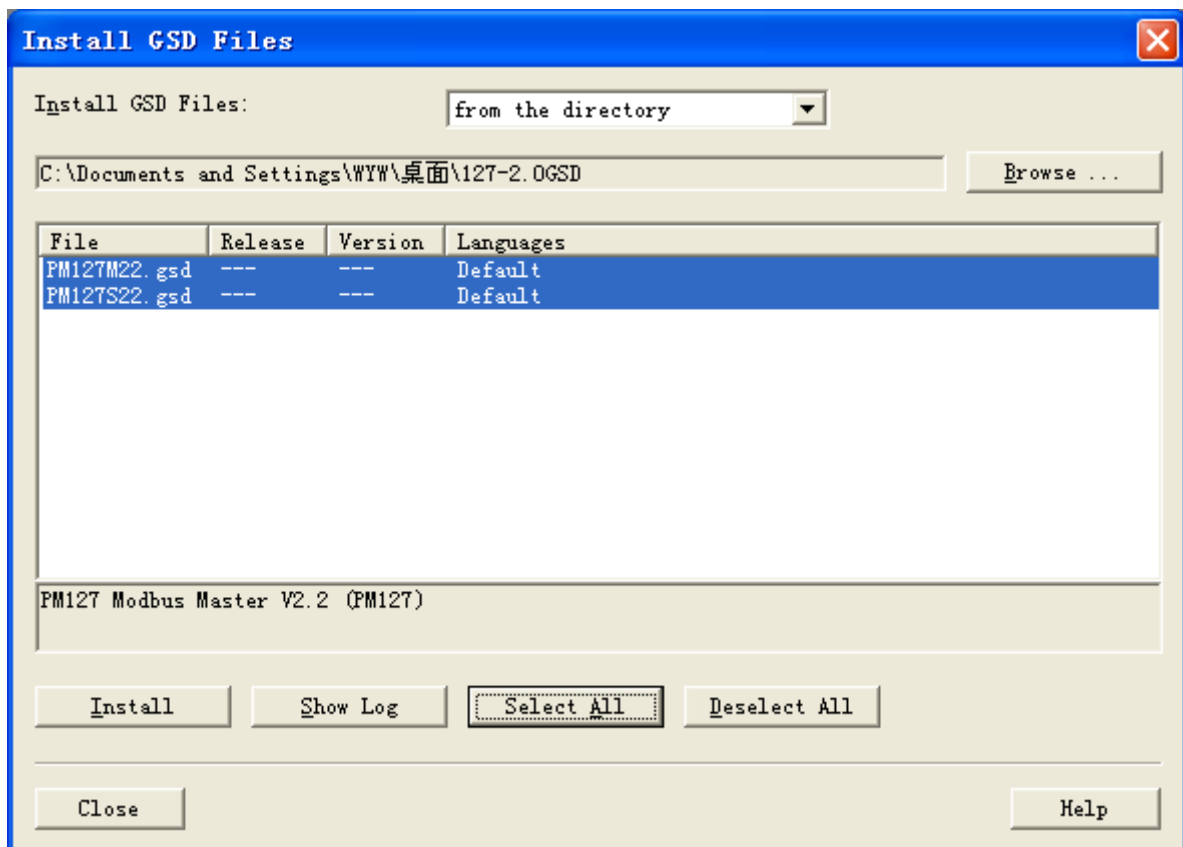 Install GSD Files
Install GSD Files: from the directory
C:\Documents and Settings\WYW\桌面\127-2.0GSD Browse ...
File Release Version Languages
PM127M22.gsd --- --- Default
PM127S22.gsd --- --- Default
PM127 Modbus Master V2.2 (PM127)
Install Show Log Select All Deselect All
Close Help